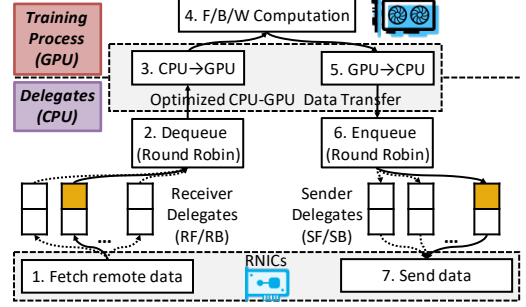 Training
Process
(GPU)
4. F/B/W Computation
3. CPU→GPU
5. GPU→CPU
Optimized CPU-GPU Data Transfer
Delegates
(CPU)
2. Dequeue
(Round Robin)
6. Enqueue
(Round Robin)
Receiver
Delegates
(RF/RB)
Sender
Delegates
(SF/SB)
...
...
RNICs
1. Fetch remote data
7. Send data